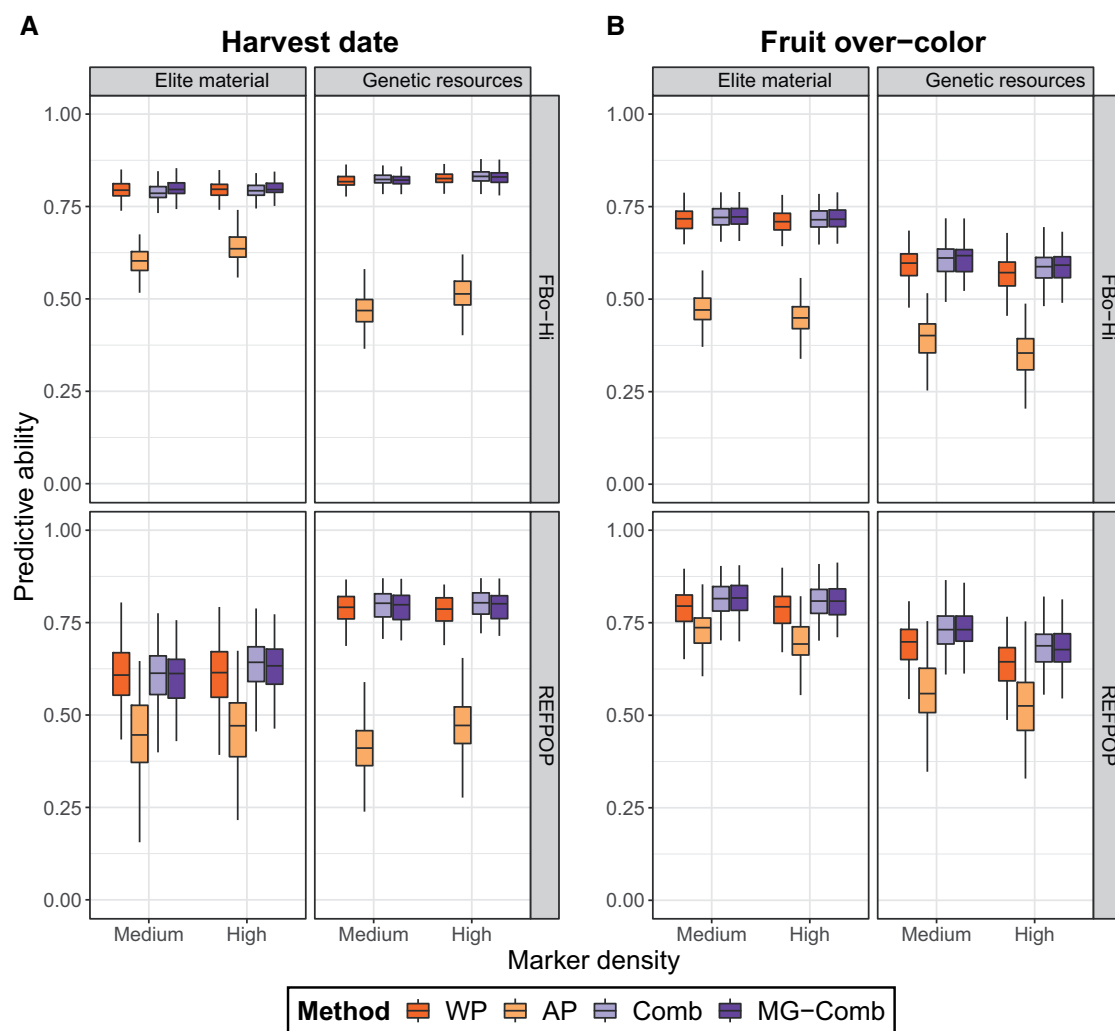 A
Harvest date
B
Fruit over−color
Elite material
Genetic resources
Elite material
Genetic resources
1.00
0.75
0.50
0.25
0.00
FBo−Hi
1.00
0.75
0.50
0.25
0.00
FBo−Hi
Predictive ability
1.00
0.75
0.50
0.25
0.00
REFPOP
1.00
0.75
0.50
0.25
0.00
REFPOP
Medium High Medium High Medium High Medium High
Marker density
Method WP AP Comb MG−Comb